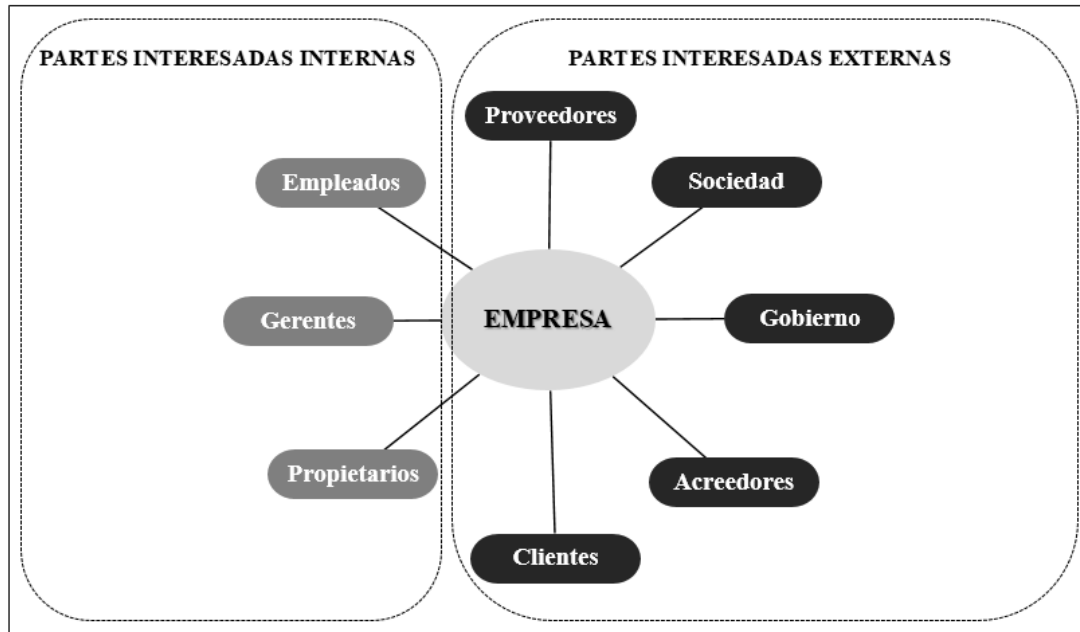 PARTES INTERESADAS INTERNAS
PARTES INTERESADAS EXTERNAS
Proveedores
Empleados
Sociedad
Gerentes
EMPRESA
Gobierno
Propietarios
Acreedores
Clientes